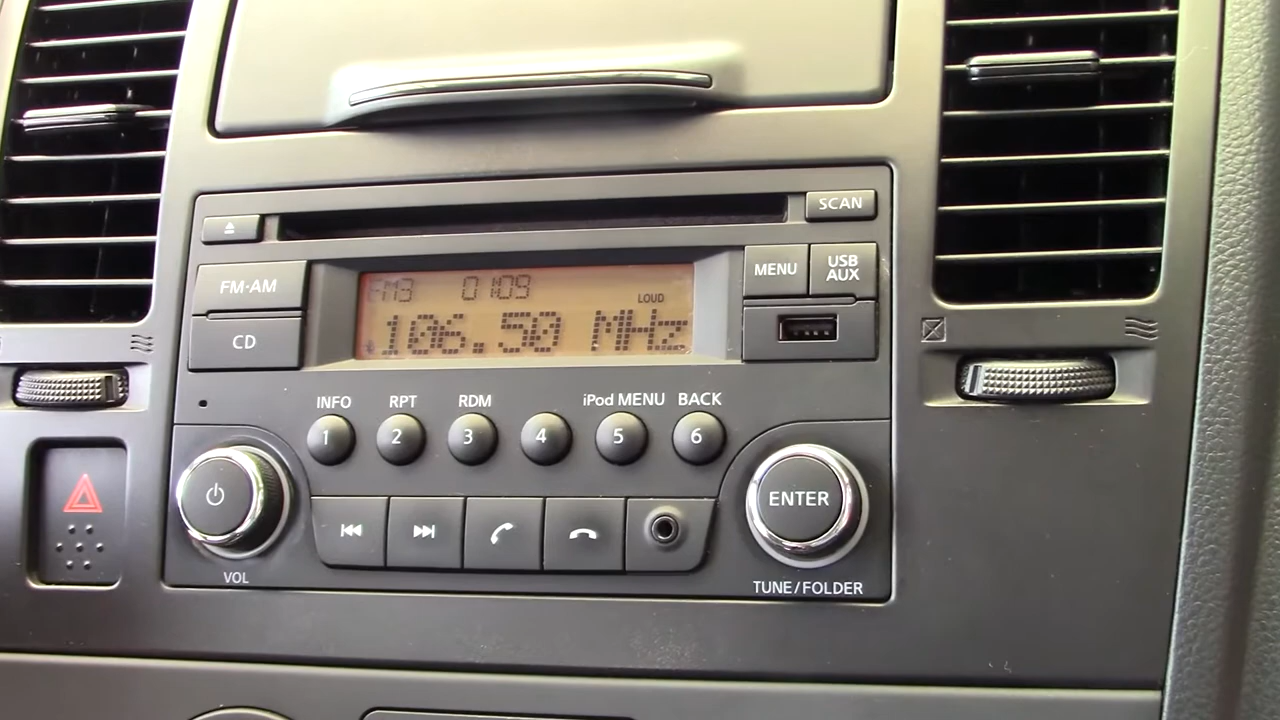 SCAN
FM·AM
FM3 01:09
LOUD
MENU
USB
AUX
CD
106.50 MHz
INFO RPT RDM iPod MENU BACK
1 2 3 4 5 6
ENTER
VOL
TUNE/FOLDER